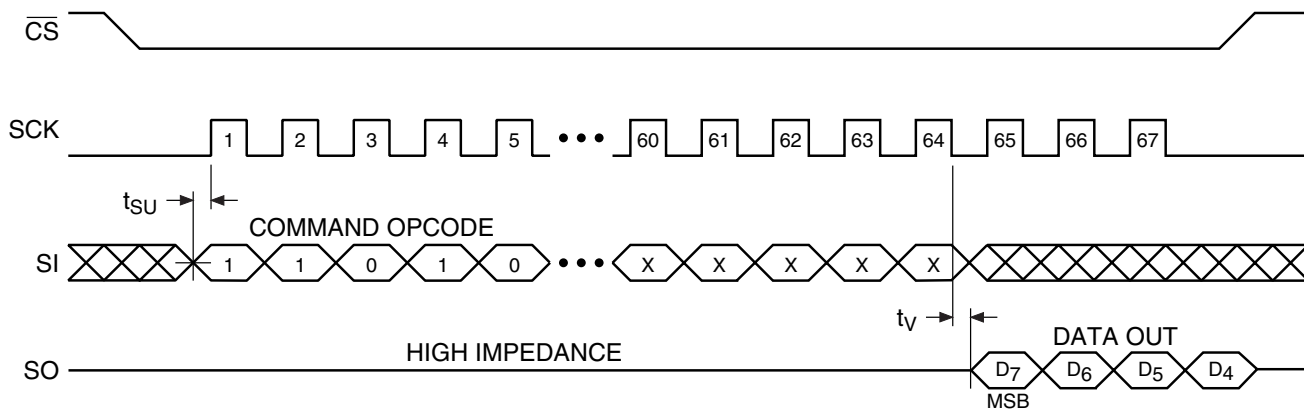 CS
SCK 1 2 3 4 5 ••• 60 61 62 63 64 65 66 67
tSU
COMMAND OPCODE
SI 1 1 0 1 0 ••• X X X X X
tV
HIGH IMPEDANCE
DATA OUT
SO D7 D6 D5 D4
MSB